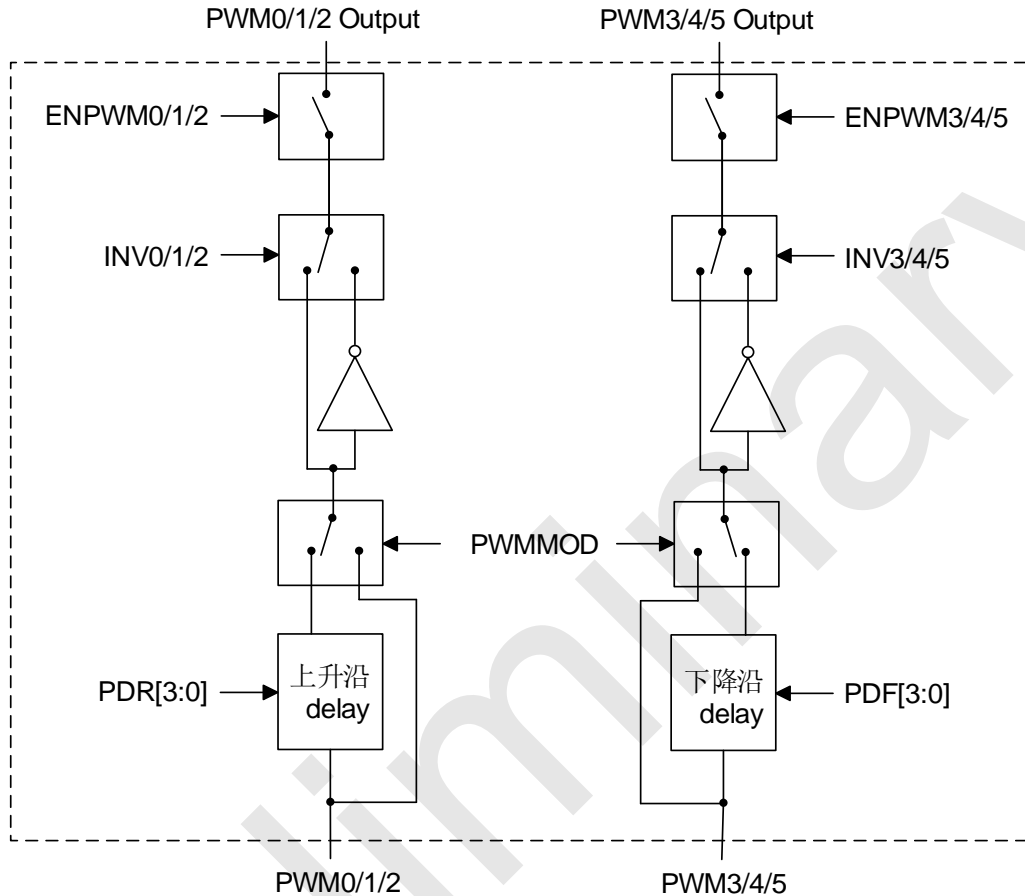 PWM0/1/2 Output
PWM3/4/5 Output
ENPWM0/1/2
ENPWM3/4/5
INV0/1/2
INV3/4/5
PWMMOD
PDR[3:0]
上升沿
delay
下降沿
delay
PDF[3:0]
PWM0/1/2
PWM3/4/5
liminary